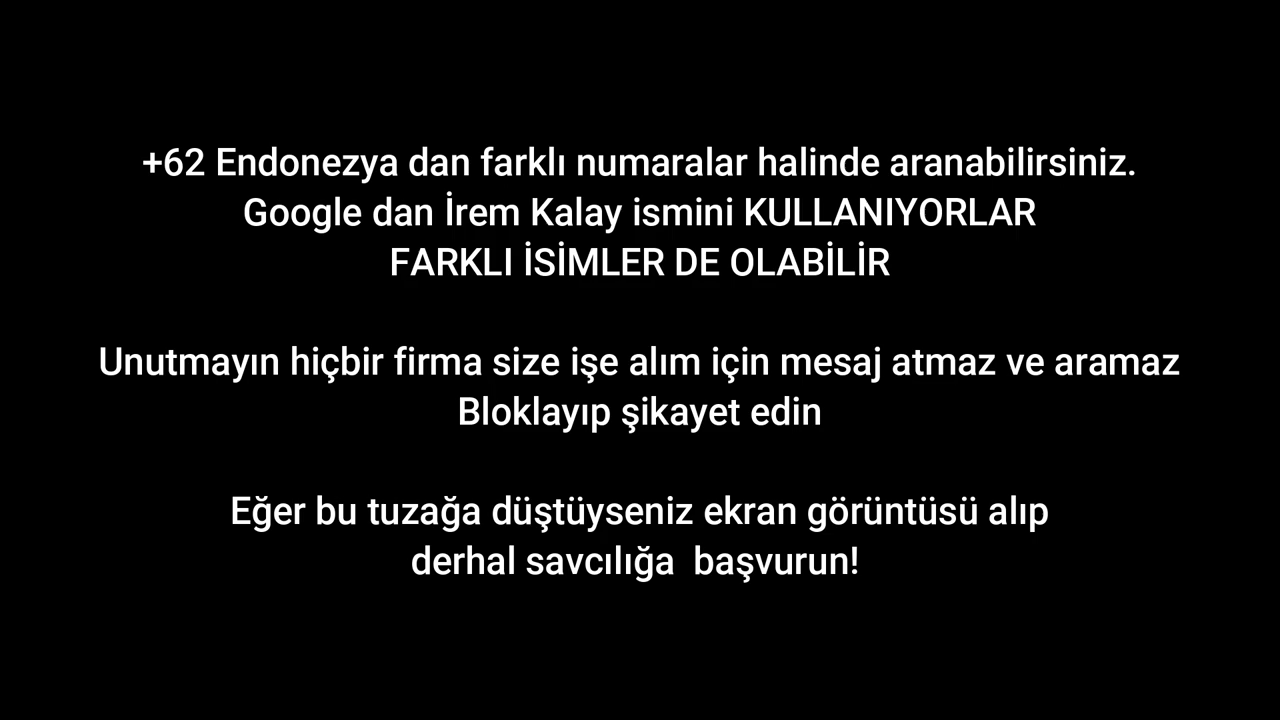 +62 Endonezya dan farklı numaralar halinde aranabilirsiniz.
Google dan İrem Kalay ismini KULLANIYORLAR
FARKLI İSİMLER DE OLABİLİR
Unutmayın hiçbir firma size işe alım için mesaj atmaz ve aramaz
Bloklayıp şikayet edin
Eğer bu tuzağa düştüyseniz ekran görüntüsü alıp
derhal savcılığa  başvurun!